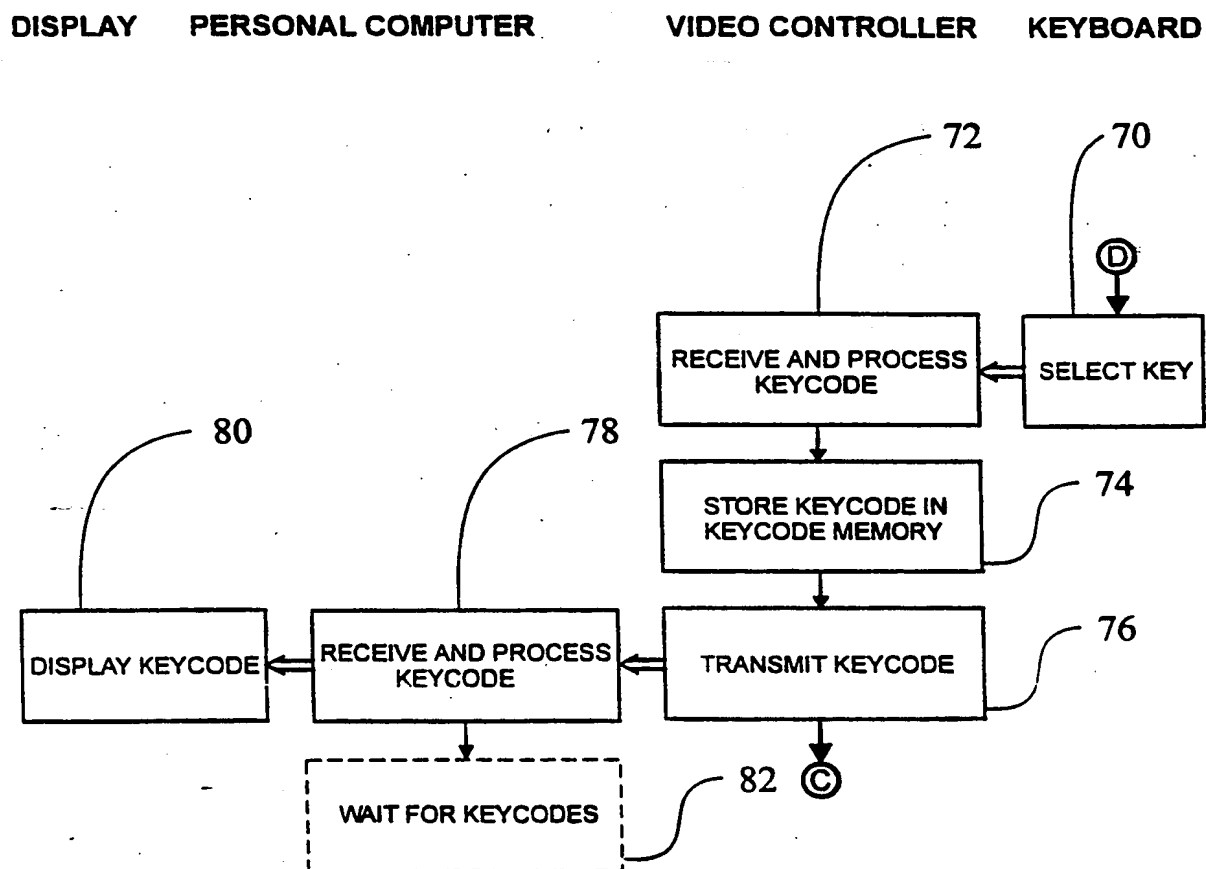 DISPLAY PERSONAL COMPUTER VIDEO CONTROLLER KEYBOARD
72 70
D
RECEIVE AND PROCESS
KEYCODE
SELECT KEY
80 78
STORE KEYCODE IN
KEYCODE MEMORY
74
DISPLAY KEYCODE
RECEIVE AND PROCESS
KEYCODE
TRANSMIT KEYCODE
76
WAIT FOR KEYCODES
82
C